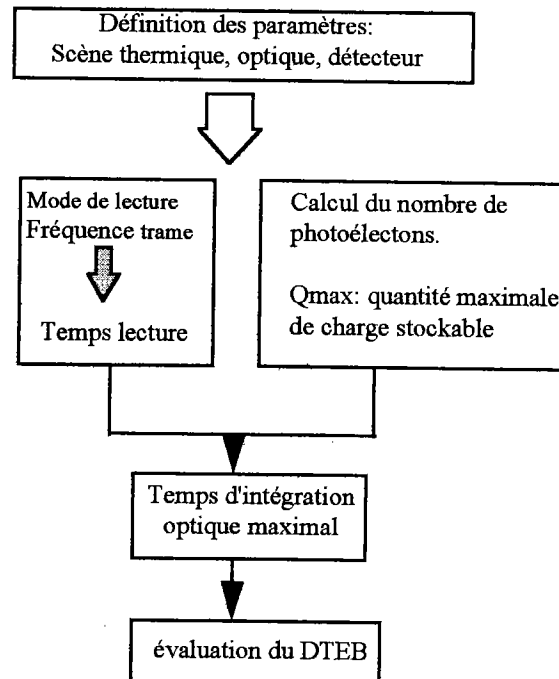 Définition des paramètres:
Scène thermique, optique, détecteur
Mode de lecture
Fréquence trame
Temps lecture
Calcul du nombre de
photoélectons.
Qmax: quantité maximale
de charge stockable
Temps d'intégration
optique maximal
évaluation du DTEB